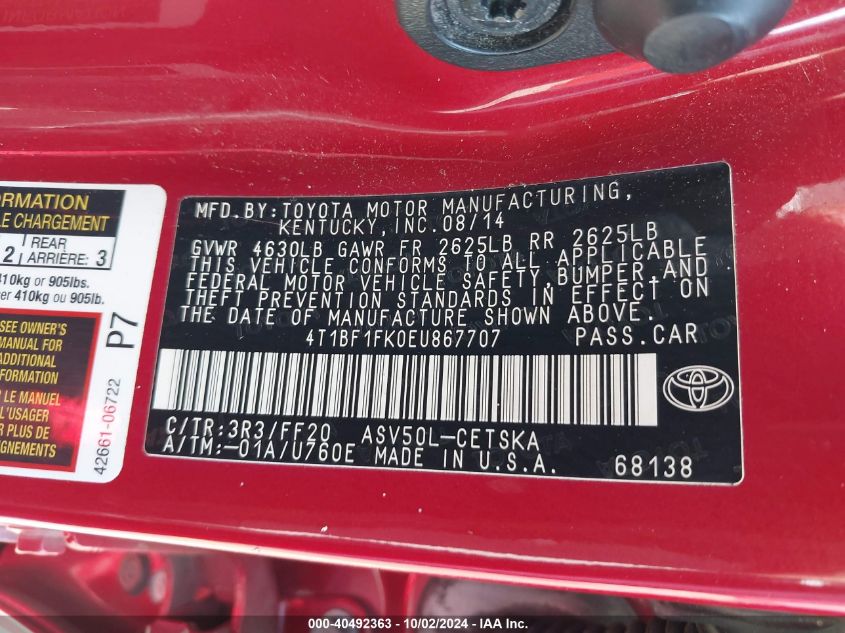 ORMATION
LE CHARGEMENT
2 REAR ARRIÈRE: 3
410kg or 905lbs.
er 410kg ou 905lb.
SEE OWNER'S
MANUAL FOR
ADDITIONAL
FORMATION
LE MANUEL
L'USAGER
R PLUS DE
EIGNEMENTS
P7
42661-06722
MFD.BY:TOYOTA MOTOR MANUFACTURING,
KENTUCKY, INC.08/14
GVWR 4630LB GAWR FR 2625LB RR 2625LB
THIS VEHICLE CONFORMS TO ALL APPLICABLE
FEDERAL MOTOR VEHICLE SAFETY,BUMPER,AND
THEFT PREVENTION STANDARDS IN EFFECT ON
THE DATE OF MANUFACTURE SHOWN ABOVE.
4T1BF1FK0EU867707 PASS.CAR
C/TR:3R3/FF20 ASV50L-CETSKA
A/TM:-01A/U760E MADE IN U.S.A.
68138
000-40492363 - 10/02/2024 - IAA Inc.